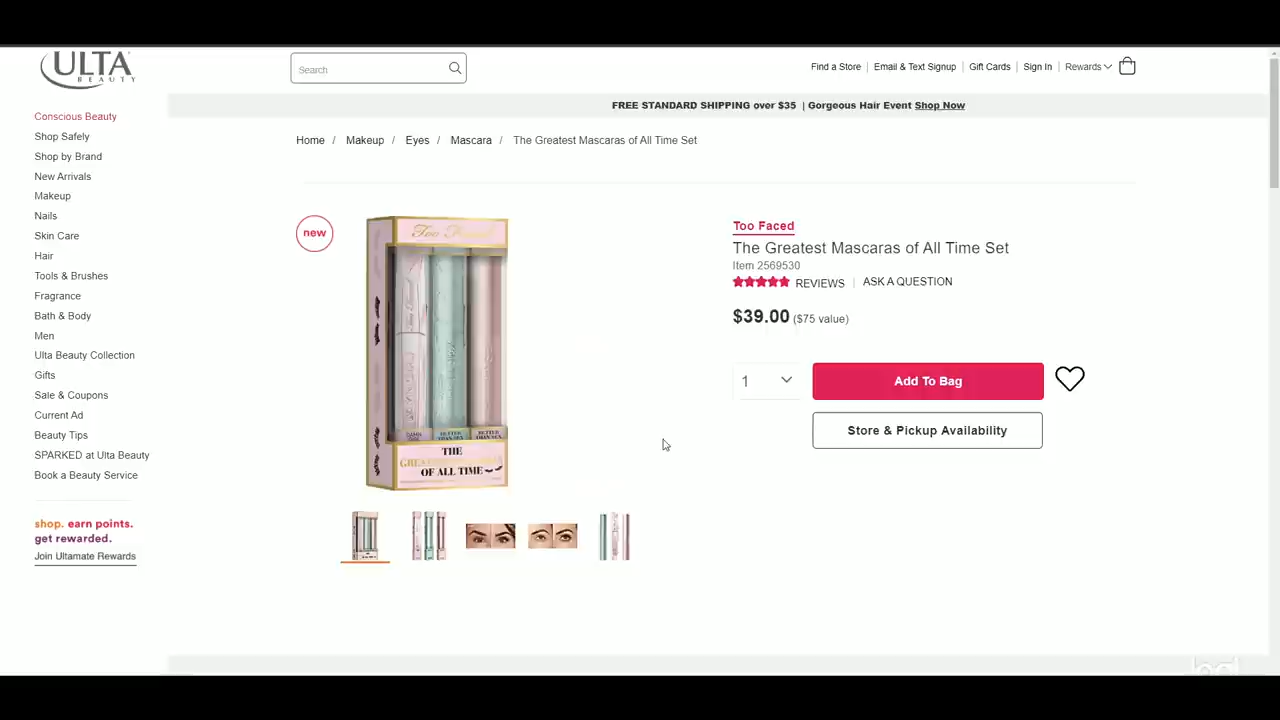 ULTA
BEAUTY
Search
Find a Store
Email & Text Signup
Gift Cards
Sign In
Rewards
FREE STANDARD SHIPPING over $35 | Gorgeous Hair Event Shop Now
Conscious Beauty
Shop Safely
Shop by Brand
New Arrivals
Makeup
Nails
Skin Care
Hair
Tools & Brushes
Fragrance
Bath & Body
Men
Ulta Beauty Collection
Gifts
Sale & Coupons
Current Ad
Beauty Tips
SPARKED at Ulta Beauty
Book a Beauty Service
shop. earn points.
get rewarded.
Join Ultamate Rewards
Home / Makeup / Eyes / Mascara / The Greatest Mascaras of All Time Set
new
THE
OF ALL TIME
Too Faced
The Greatest Mascaras of All Time Set
Item 2569530
REVIEWS
ASK A QUESTION
$39.00 ($75 value)
1
Add To Bag
Store & Pickup Availability